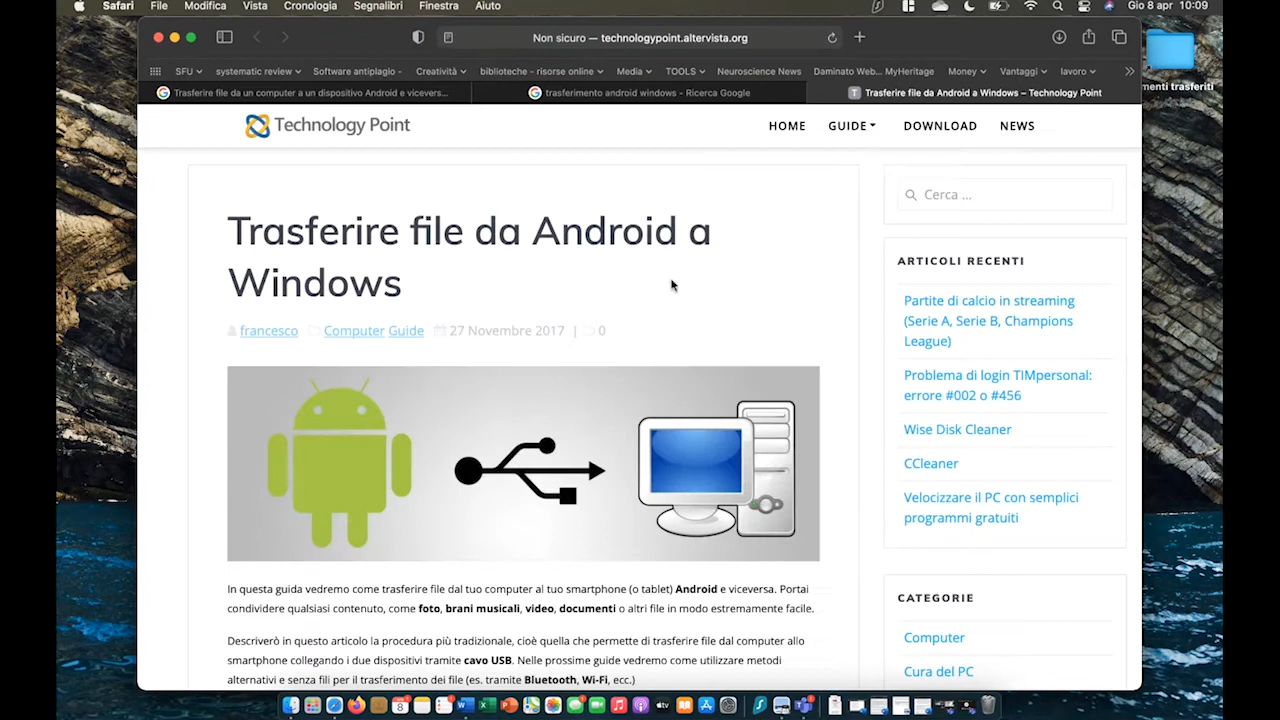 Safari File Modifica Vista Cronologia Segnalibri Finestra Aiuto Gio 8 apr 10:09
Non sicuro — technologypoint.altervista.org
SFU systematic review Software antiplagio - Creatività biblioteche - risorse online Media TOOLS Neuroscience News Daminato Web... MyHeritage Money Vantaggi lavoro
menti trasferiti
Trasferire file da un computer a un dispositivo Android e vicevers... trasferimento android windows - Ricerca Google Trasferire file da Android a Windows – Technology Point
Technology Point
HOME GUIDE DOWNLOAD NEWS
Trasferire file da Android a
Windows
francesco Computer Guide 27 Novembre 2017 | 0
In questa guida vedremo come trasferire file dal tuo computer al tuo smartphone (o tablet) Android e viceversa. Portai
condividere qualsiasi contenuto, come foto, brani musicali, video, documenti o altri file in modo estremamente facile.
Descriverò in questo articolo la procedura più tradizionale, cioè quella che permette di trasferire file dal computer allo
smartphone collegando i due dispositivi tramite cavo USB. Nelle prossime guide vedremo come utilizzare metodi
alternativi e senza fili per il trasferimento dei file (es. tramite Bluetooth, Wi-Fi, ecc.)
Cerca ...
ARTICOLI RECENTI
Partite di calcio in streaming
(Serie A, Serie B, Champions
League)
Problema di login TIMpersonal:
errore #002 o #456
Wise Disk Cleaner
CCleaner
Velocizzare il PC con semplici
programmi gratuiti
CATEGORIE
Computer
Cura del PC